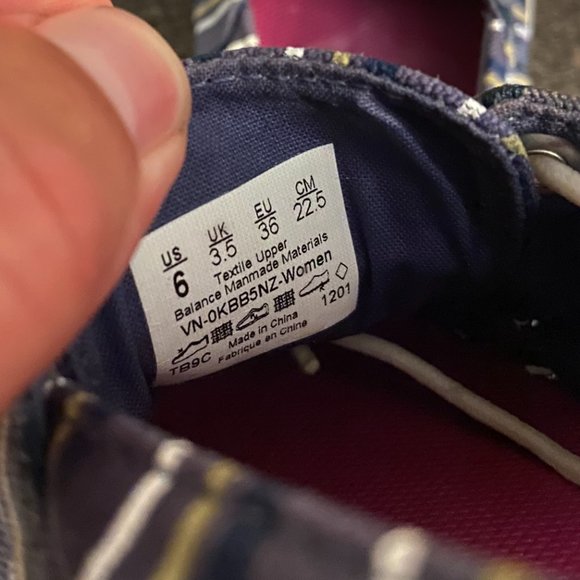 US UK EU CM
6 3.5 36 22.5
Textile Upper
Balance Manmade Materials
VN-0KBB5NZ-Women
TB9C Made in China 1201
Fabrique en Chine